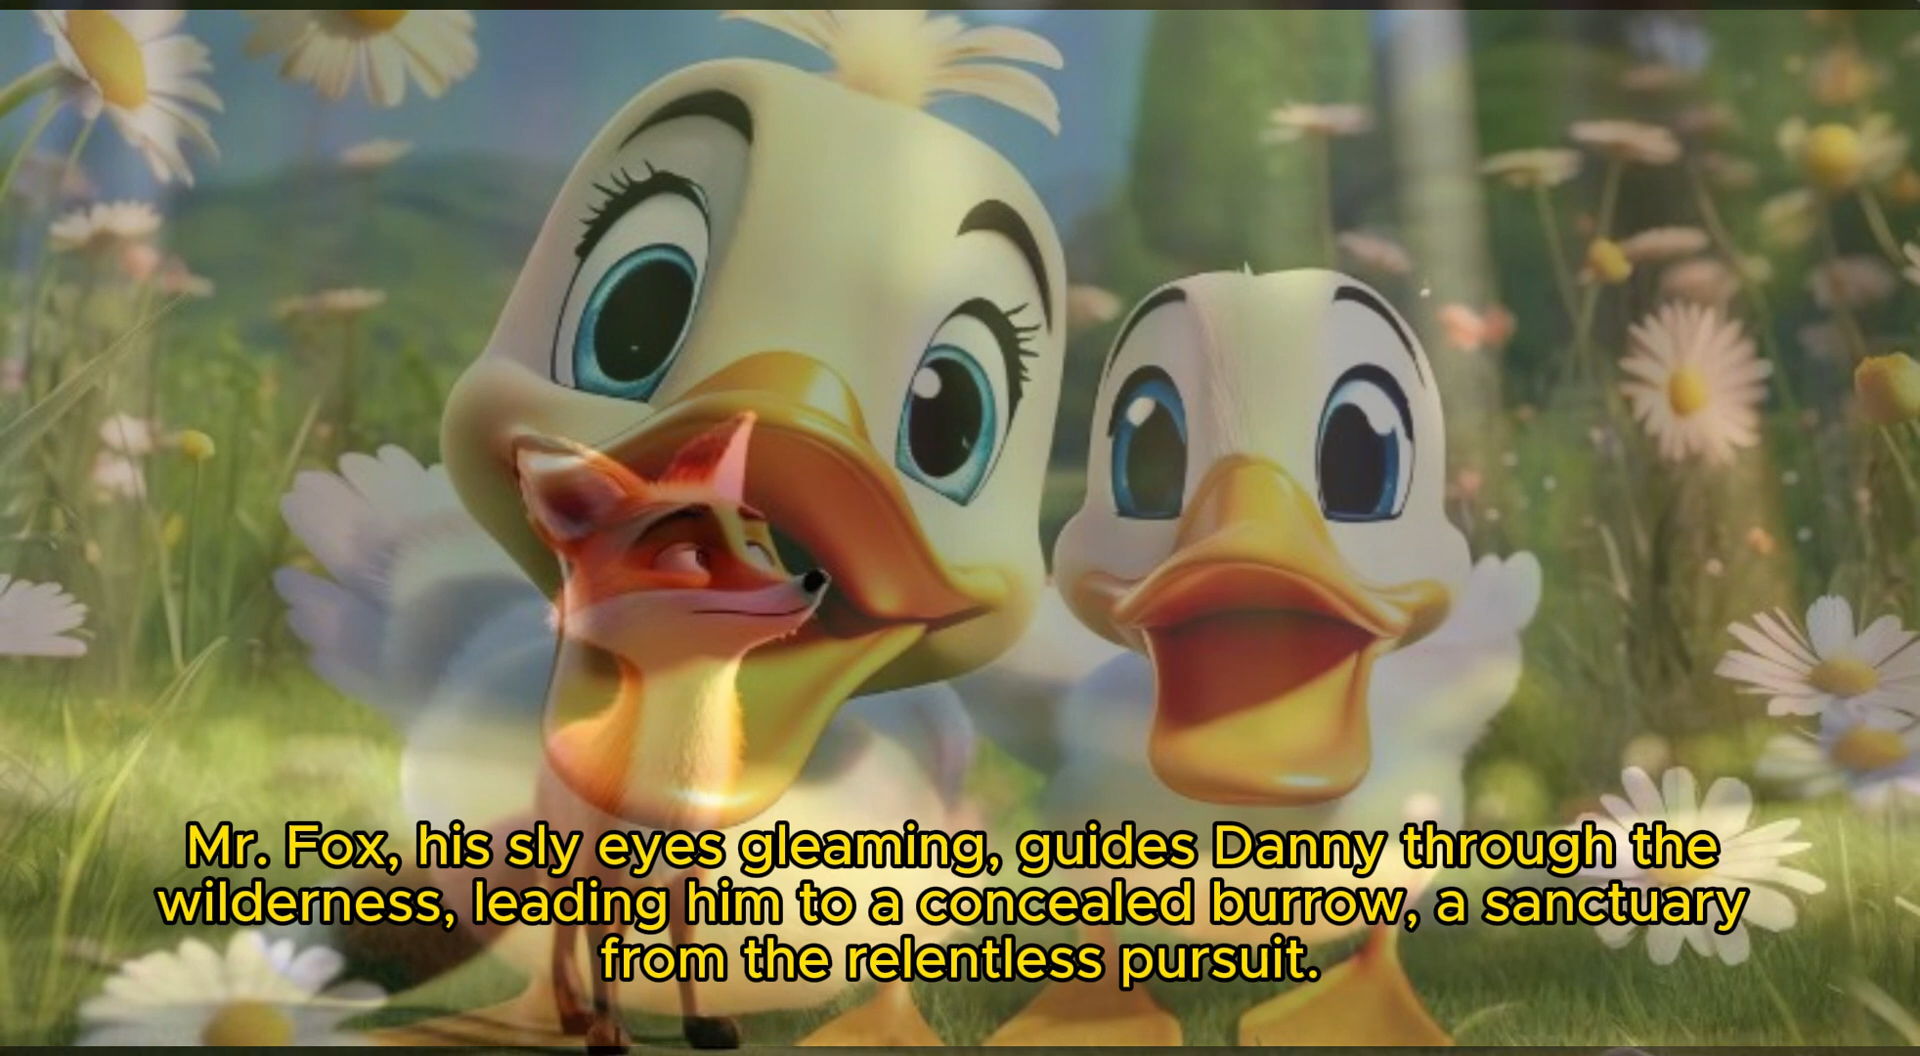 Mr. Fox, his sly eyes gleaming, guides Danny through the
wilderness, leading him to a concealed burrow, a sanctuary
from the relentless pursuit.